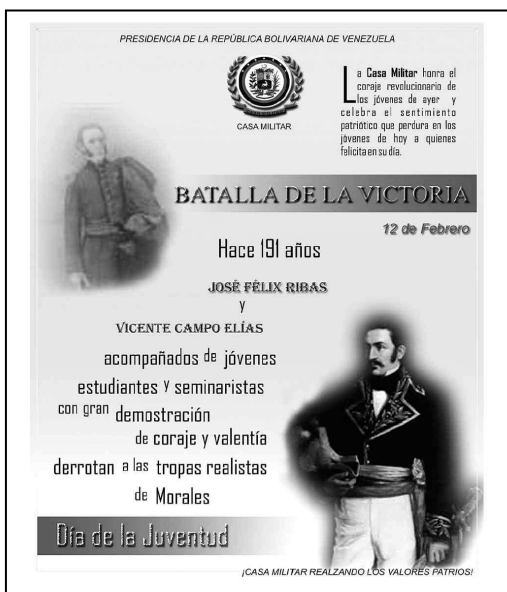 PRESIDENCIA DE LA REPÚBLICA BOLIVARIANA DE VENEZUELA
CASA MILITAR
La Casa Militar honra el
coraje revolucionario de
los jóvenes de ayer y
celebra el sentimiento
patriótico que perdura en los
jóvenes de hoy a quienes
felicita en su día.
BATALLA DE LA VICTORIA
12 de Febrero
Hace 191 años
JOSÉ FÉLIX RIBAS
y
VICENTE CAMPO ELÍAS
acompañados de jóvenes
estudiantes y seminaristas
con gran demostración
de coraje y valentía
derrotan a las tropas realistas
de Morales
Día de la Juventud
¡CASA MILITAR REALZANDO LOS VALORES PATRIOS!